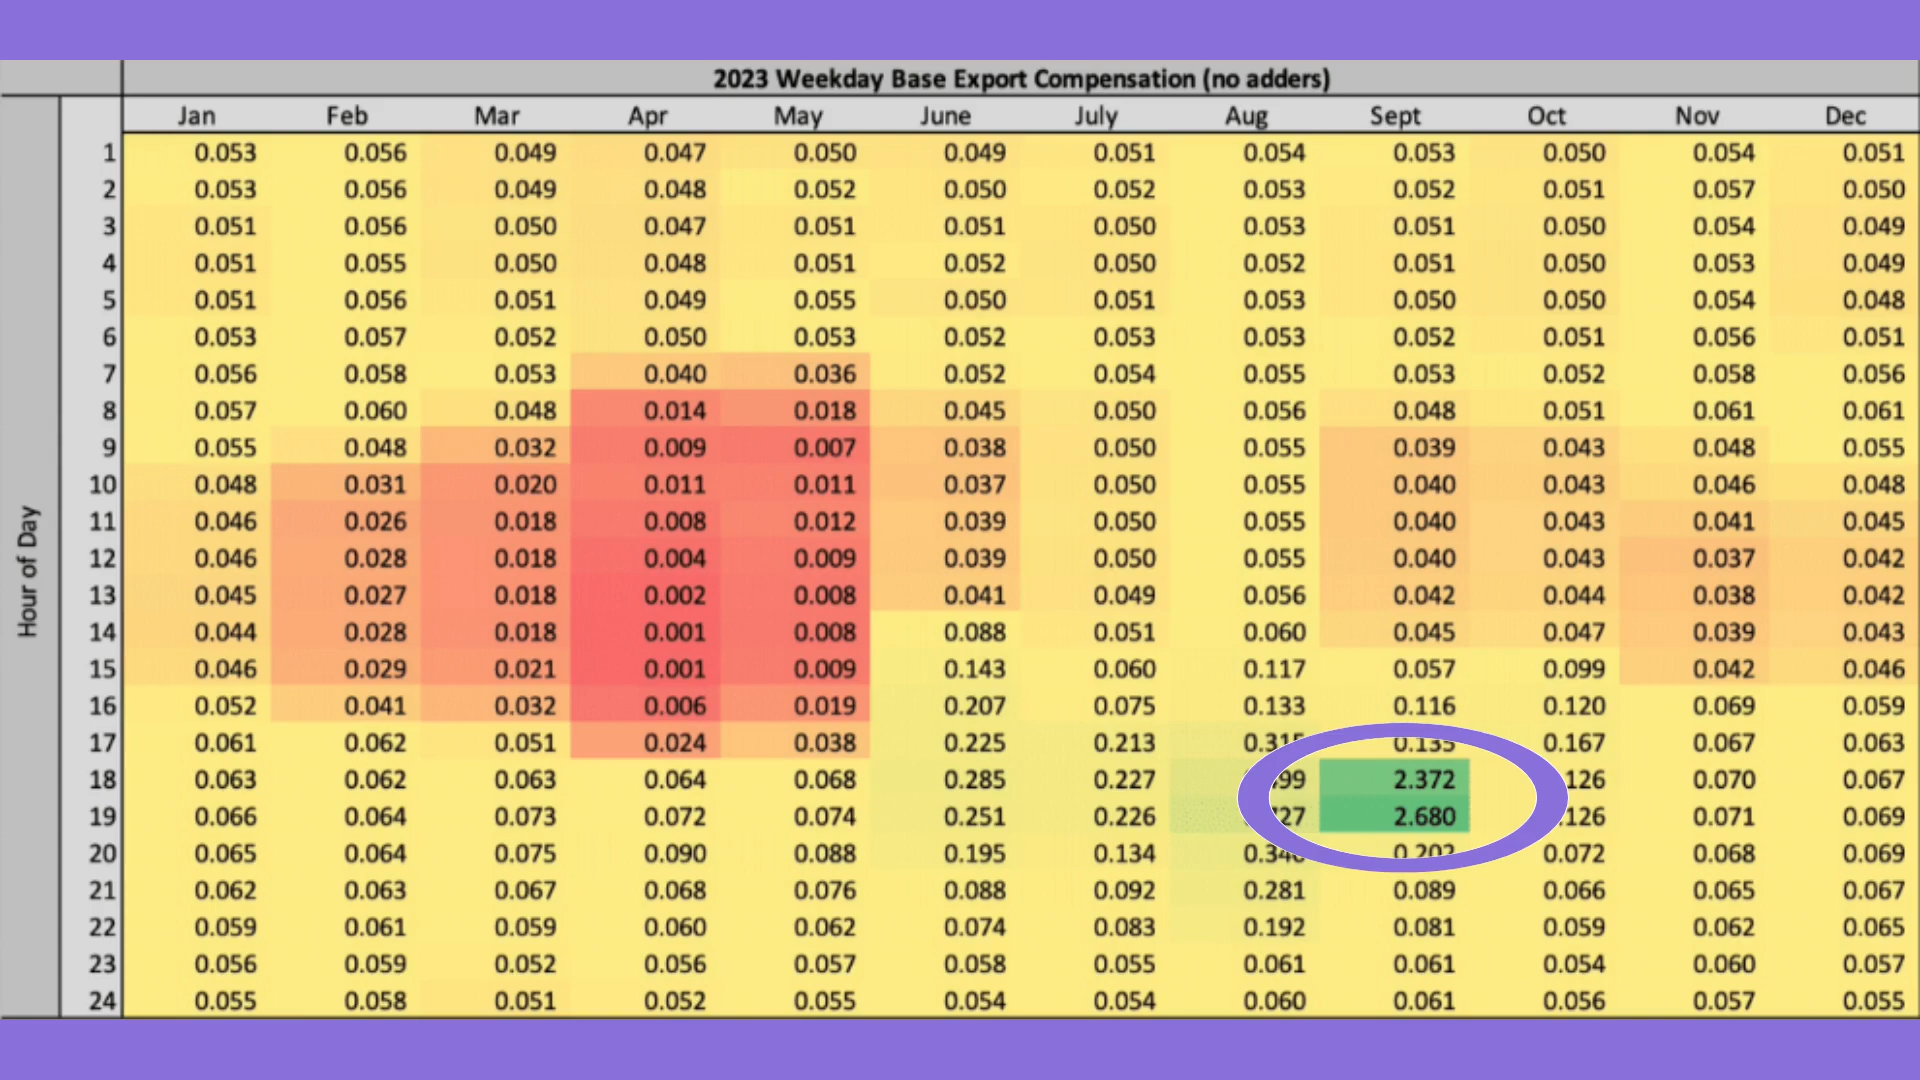 2023 Weekday Base Export Compensation (no adders)
Jan Feb Mar Apr May June July Aug Sept Oct Nov Dec
Hour of Day
1 0.053 0.056 0.049 0.047 0.050 0.049 0.051 0.054 0.053 0.050 0.054 0.051
2 0.053 0.056 0.049 0.048 0.052 0.050 0.052 0.053 0.052 0.051 0.057 0.050
3 0.051 0.056 0.050 0.047 0.051 0.051 0.050 0.053 0.051 0.050 0.054 0.049
4 0.051 0.055 0.050 0.048 0.051 0.052 0.050 0.052 0.051 0.050 0.053 0.049
5 0.051 0.056 0.051 0.049 0.055 0.050 0.051 0.053 0.050 0.050 0.054 0.048
6 0.053 0.057 0.052 0.050 0.053 0.052 0.053 0.053 0.052 0.051 0.056 0.051
7 0.056 0.058 0.053 0.040 0.036 0.052 0.054 0.055 0.053 0.052 0.058 0.056
8 0.057 0.060 0.048 0.014 0.018 0.045 0.050 0.056 0.048 0.051 0.061 0.061
9 0.055 0.048 0.032 0.009 0.007 0.038 0.050 0.055 0.039 0.043 0.048 0.055
10 0.048 0.031 0.020 0.011 0.011 0.037 0.050 0.055 0.040 0.043 0.046 0.048
11 0.046 0.026 0.018 0.008 0.012 0.039 0.050 0.055 0.040 0.043 0.041 0.045
12 0.046 0.028 0.018 0.004 0.009 0.039 0.050 0.055 0.040 0.043 0.037 0.042
13 0.045 0.027 0.018 0.002 0.008 0.041 0.049 0.056 0.042 0.044 0.038 0.042
14 0.044 0.028 0.018 0.001 0.008 0.088 0.051 0.060 0.045 0.047 0.039 0.043
15 0.046 0.029 0.021 0.001 0.009 0.143 0.060 0.117 0.057 0.099 0.042 0.046
16 0.052 0.041 0.032 0.006 0.019 0.207 0.075 0.133 0.116 0.120 0.069 0.059
17 0.061 0.062 0.051 0.024 0.038 0.225 0.213 0.315 0.135 0.167 0.067 0.063
18 0.063 0.062 0.063 0.064 0.068 0.285 0.227 99 2.372 .126 0.070 0.067
19 0.066 0.064 0.073 0.072 0.074 0.251 0.226 27 2.680 .126 0.071 0.069
20 0.065 0.064 0.075 0.090 0.088 0.195 0.134 0.202 0.072 0.068 0.069
21 0.062 0.063 0.067 0.068 0.076 0.088 0.092 0.281 0.089 0.066 0.065 0.067
22 0.059 0.061 0.059 0.060 0.062 0.074 0.083 0.192 0.081 0.059 0.062 0.065
23 0.056 0.059 0.052 0.056 0.057 0.058 0.055 0.061 0.061 0.054 0.060 0.057
24 0.055 0.058 0.051 0.052 0.055 0.054 0.054 0.060 0.061 0.056 0.057 0.055